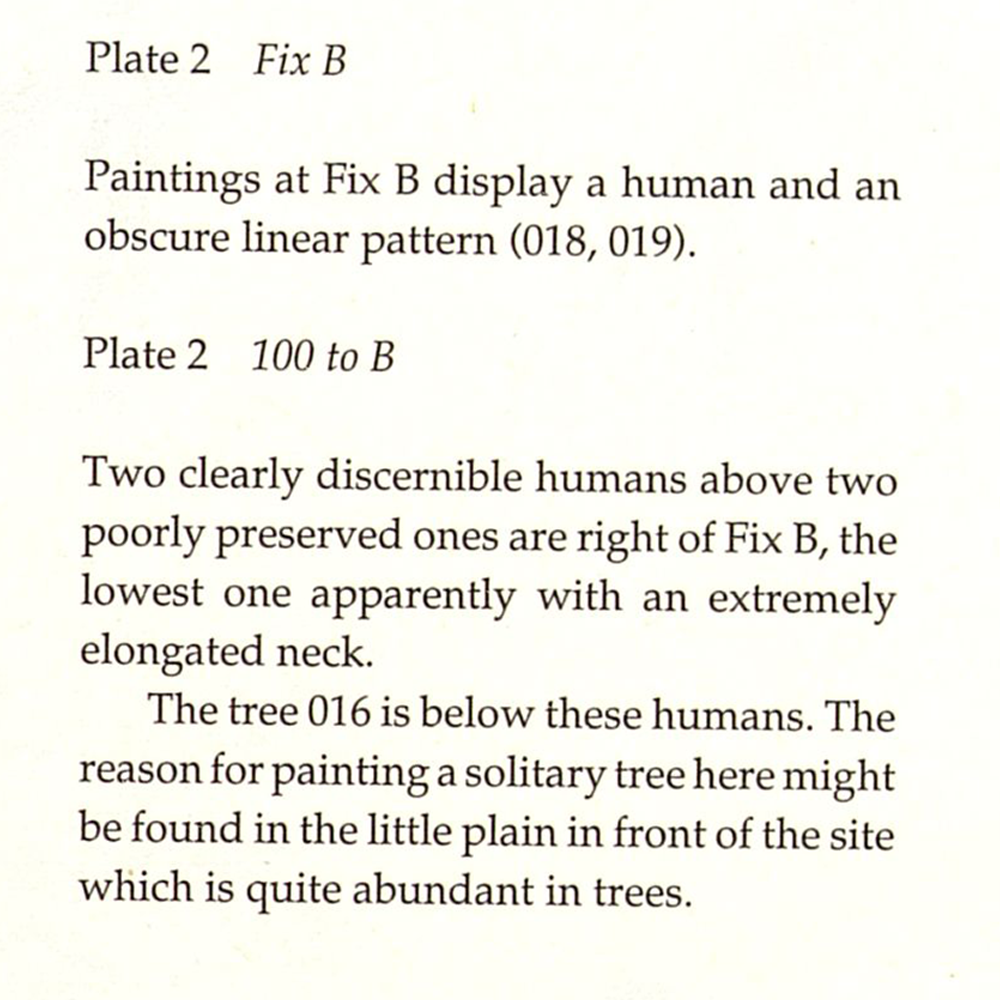 Plate 2 Fix B
Paintings at Fix B display a human and an
obscure linear pattern (018, 019).
Plate 2 100 to B
Two clearly discernible humans above two
poorly preserved ones are right of Fix B, the
lowest one apparently with an extremely
elongated neck.
The tree 016 is below these humans. The
reason for painting a solitary tree here might
be found in the little plain in front of the site
which is quite abundant in trees.